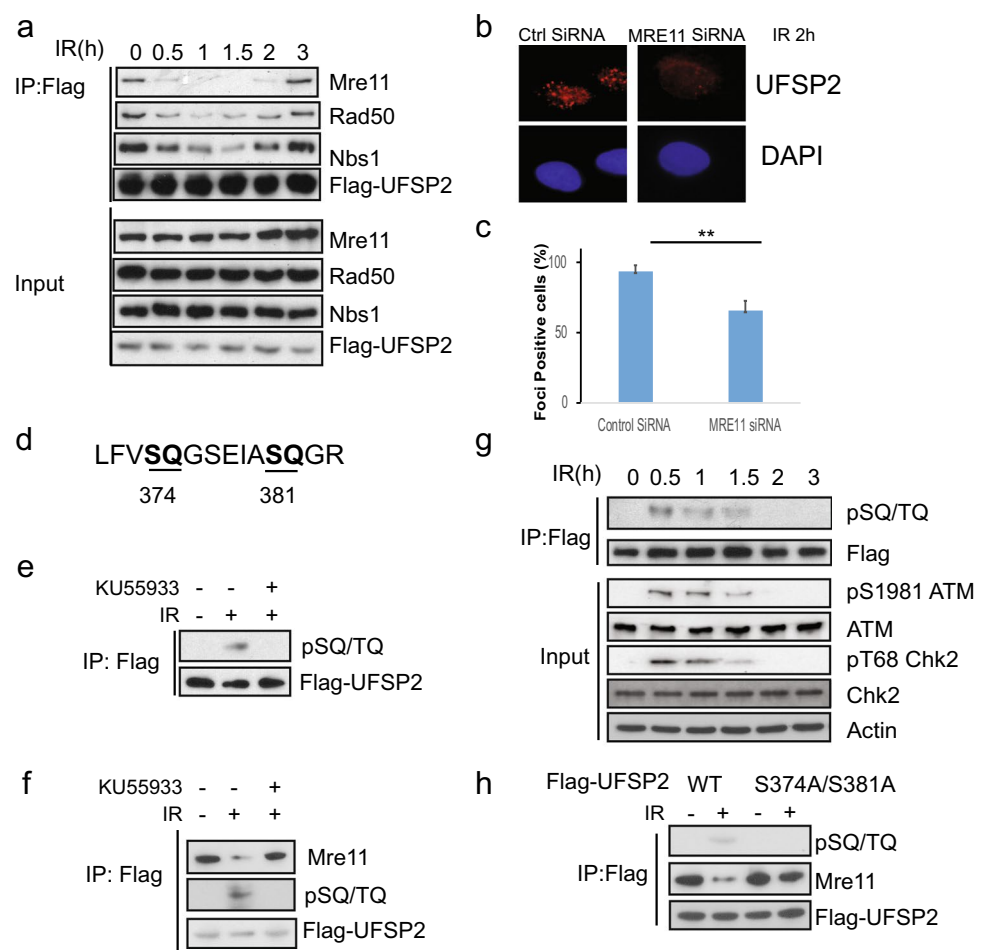 a
IR(h) 0 0.5 1 1.5 2 3
IP:Flag
Mre11
Rad50
Nbs1
Flag-UFSP2
Input
Mre11
Rad50
Nbs1
Flag-UFSP2
b
Ctrl SiRNA MRE11 SiRNA IR 2h
UFSP2
DAPI
c
**
Foci Positive cells (%)
100
50
0
Control SiRNA MRE11 siRNA
d
LFVSQGSEIASQGR
374 381
e
KU55933 - - +
IR - + +
IP: Flag
pSQ/TQ
Flag-UFSP2
f
KU55933 - - +
IR - + +
IP: Flag
Mre11
pSQ/TQ
Flag-UFSP2
g
IR(h) 0 0.5 1 1.5 2 3
IP:Flag
pSQ/TQ
Flag
Input
pS1981 ATM
ATM
pT68 Chk2
Chk2
Actin
h
Flag-UFSP2 WT S374A/S381A
IR - + - +
IP:Flag
pSQ/TQ
Mre11
Flag-UFSP2